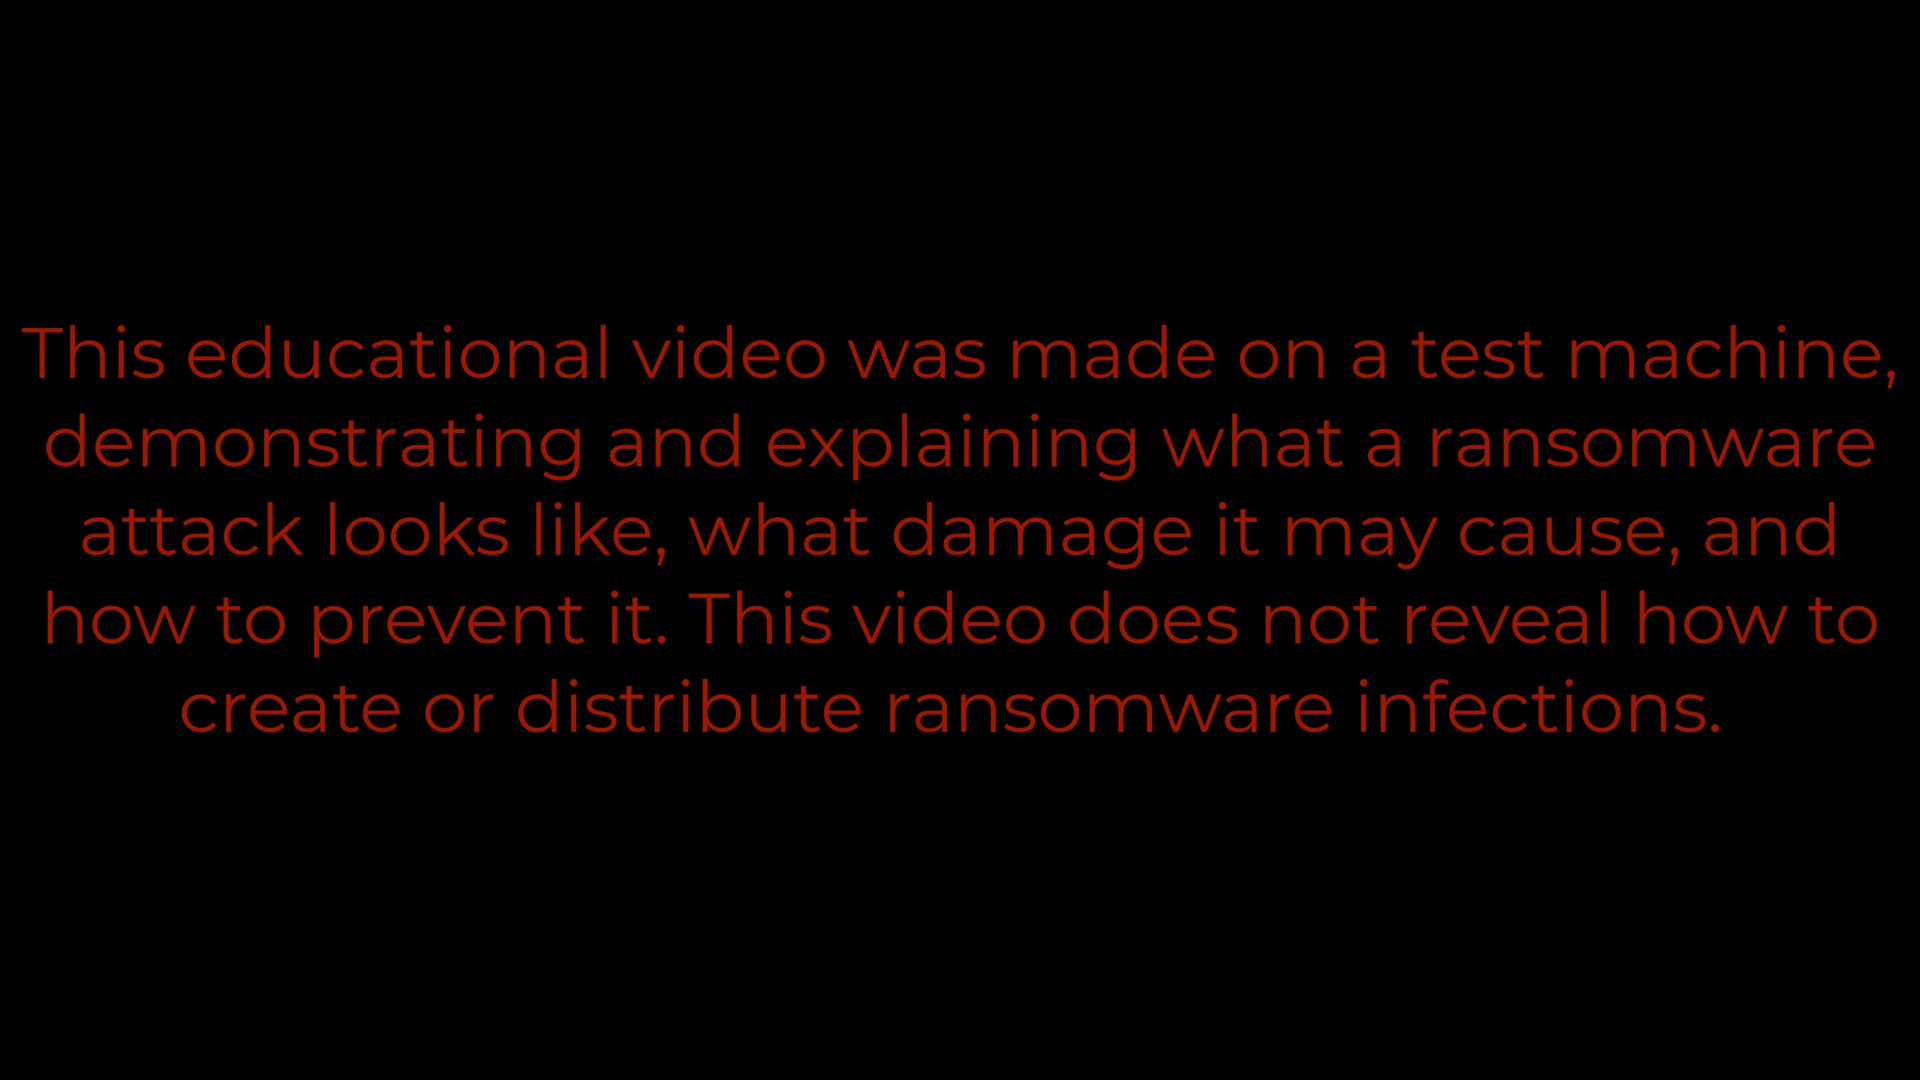 This educational video was made on a test machine,
demonstrating and explaining what a ransomware
attack looks like, what damage it may cause, and
how to prevent it. This video does not reveal how to
create or distribute ransomware infections.